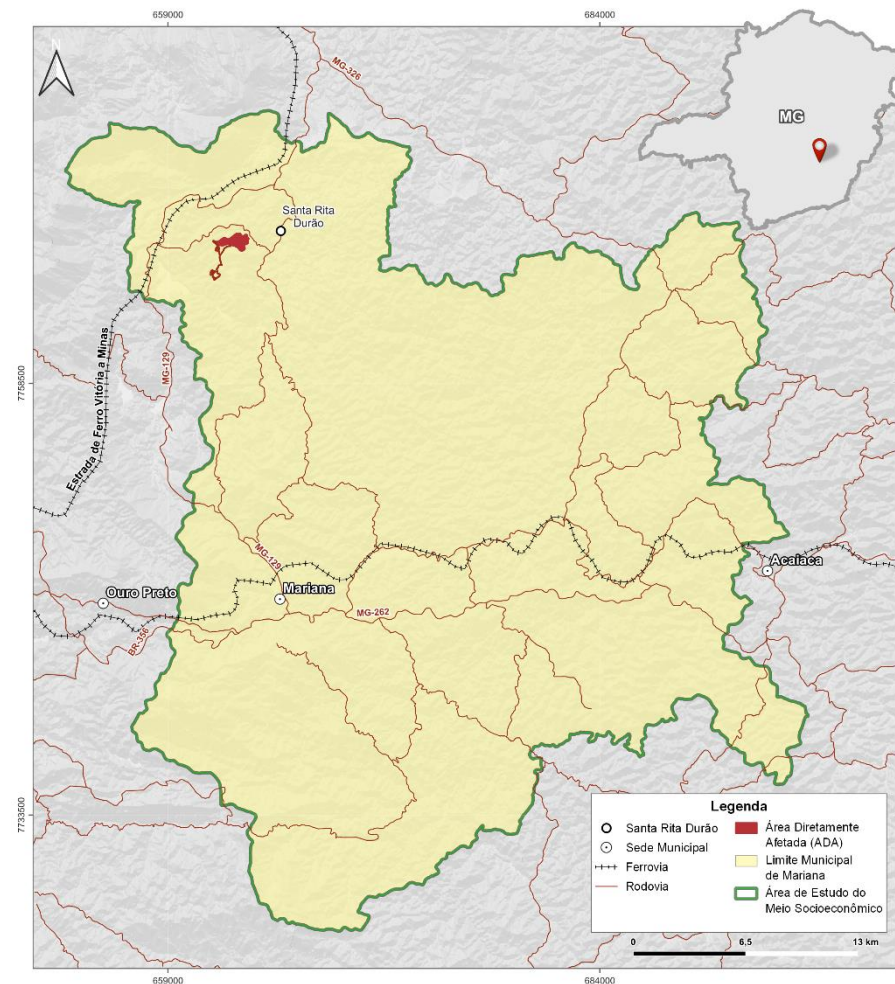 659000
684000
N
MG-326
MG
Santa Rita
Durão
7758500
Estrada de Ferro Vitória a Minas
MG-129
MG-129
Ouro Preto
Mariana
Acaiaca
MG-262
BR-356
7733500
Legenda
Santa Rita Durão
Sede Municipal
Ferrovia
Rodovia
Área Diretamente
Afetada (ADA)
Limite Municipal
de Mariana
Área de Estudo do
Meio Socioeconômico
0 6,5 13 km
659000
684000